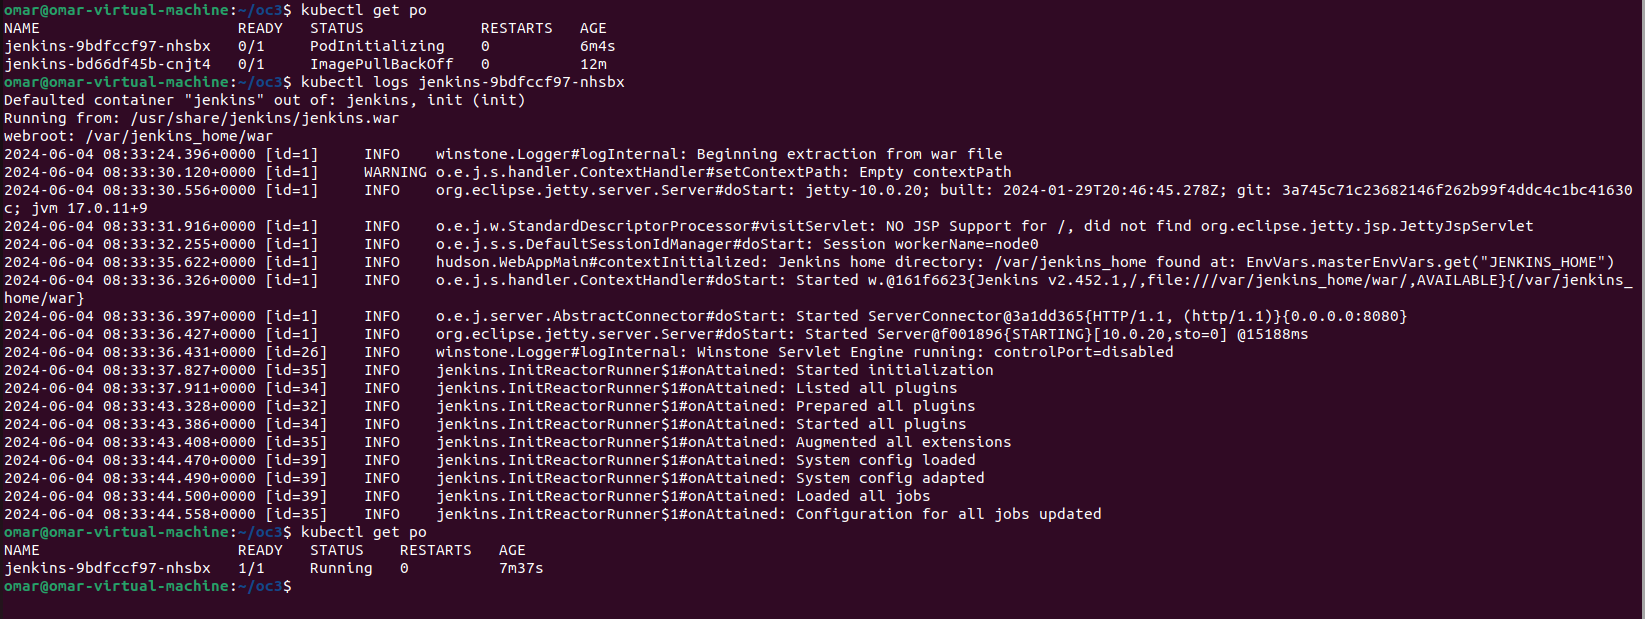 omar@omar-virtual-machine:~/oc3$ kubectl get po
NAME                      READY   STATUS             RESTARTS   AGE
jenkins-9bdfccf97-nhsbx   0/1     PodInitializing    0          6m4s
jenkins-bd66df45b-cnjt4   0/1     ImagePullBackOff   0          12m
omar@omar-virtual-machine:~/oc3$ kubectl logs jenkins-9bdfccf97-nhsbx
Defaulted container "jenkins" out of: jenkins, init (init)
Running from: /usr/share/jenkins/jenkins.war
webroot: /var/jenkins_home/war
2024-06-04 08:33:24.396+0000 [id=1]     INFO    winstone.Logger#logInternal: Beginning extraction from war file
2024-06-04 08:33:30.120+0000 [id=1]     WARNING o.e.j.s.handler.ContextHandler#setContextPath: Empty contextPath
2024-06-04 08:33:30.556+0000 [id=1]     INFO    org.eclipse.jetty.server.Server#doStart: jetty-10.0.20; built: 2024-01-29T20:46:45.278Z; git: 3a745c71c23682146f262b99f4ddc4c1bc41630
c; jvm 17.0.11+9
2024-06-04 08:33:31.916+0000 [id=1]     INFO    o.e.j.w.StandardDescriptorProcessor#visitServlet: NO JSP Support for /, did not find org.eclipse.jetty.jsp.JettyJspServlet
2024-06-04 08:33:32.255+0000 [id=1]     INFO    o.e.j.s.s.DefaultSessionIdManager#doStart: Session workerName=node0
2024-06-04 08:33:35.622+0000 [id=1]     INFO    hudson.WebAppMain#contextInitialized: Jenkins home directory: /var/jenkins_home found at: EnvVars.masterEnvVars.get("JENKINS_HOME")
2024-06-04 08:33:36.326+0000 [id=1]     INFO    o.e.j.s.handler.ContextHandler#doStart: Started w.@161f6623{Jenkins v2.452.1,/,file:///var/jenkins_home/war/,AVAILABLE}{/var/jenkins_
home/war}
2024-06-04 08:33:36.397+0000 [id=1]     INFO    o.e.j.server.AbstractConnector#doStart: Started ServerConnector@3a1dd365{HTTP/1.1, (http/1.1)}{0.0.0.0:8080}
2024-06-04 08:33:36.427+0000 [id=1]     INFO    org.eclipse.jetty.server.Server#doStart: Started Server@f001896{STARTING}[10.0.20,sto=0] @15188ms
2024-06-04 08:33:36.431+0000 [id=26]    INFO    winstone.Logger#logInternal: Winstone Servlet Engine running: controlPort=disabled
2024-06-04 08:33:37.827+0000 [id=35]    INFO    jenkins.InitReactorRunner$1#onAttained: Started initialization
2024-06-04 08:33:37.911+0000 [id=34]    INFO    jenkins.InitReactorRunner$1#onAttained: Listed all plugins
2024-06-04 08:33:43.328+0000 [id=32]    INFO    jenkins.InitReactorRunner$1#onAttained: Prepared all plugins
2024-06-04 08:33:43.386+0000 [id=34]    INFO    jenkins.InitReactorRunner$1#onAttained: Started all plugins
2024-06-04 08:33:43.408+0000 [id=35]    INFO    jenkins.InitReactorRunner$1#onAttained: Augmented all extensions
2024-06-04 08:33:44.470+0000 [id=39]    INFO    jenkins.InitReactorRunner$1#onAttained: System config loaded
2024-06-04 08:33:44.490+0000 [id=39]    INFO    jenkins.InitReactorRunner$1#onAttained: System config adapted
2024-06-04 08:33:44.500+0000 [id=39]    INFO    jenkins.InitReactorRunner$1#onAttained: Loaded all jobs
2024-06-04 08:33:44.558+0000 [id=35]    INFO    jenkins.InitReactorRunner$1#onAttained: Configuration for all jobs updated
omar@omar-virtual-machine:~/oc3$ kubectl get po
NAME                      READY   STATUS    RESTARTS   AGE
jenkins-9bdfccf97-nhsbx   1/1     Running   0          7m37s
omar@omar-virtual-machine:~/oc3$